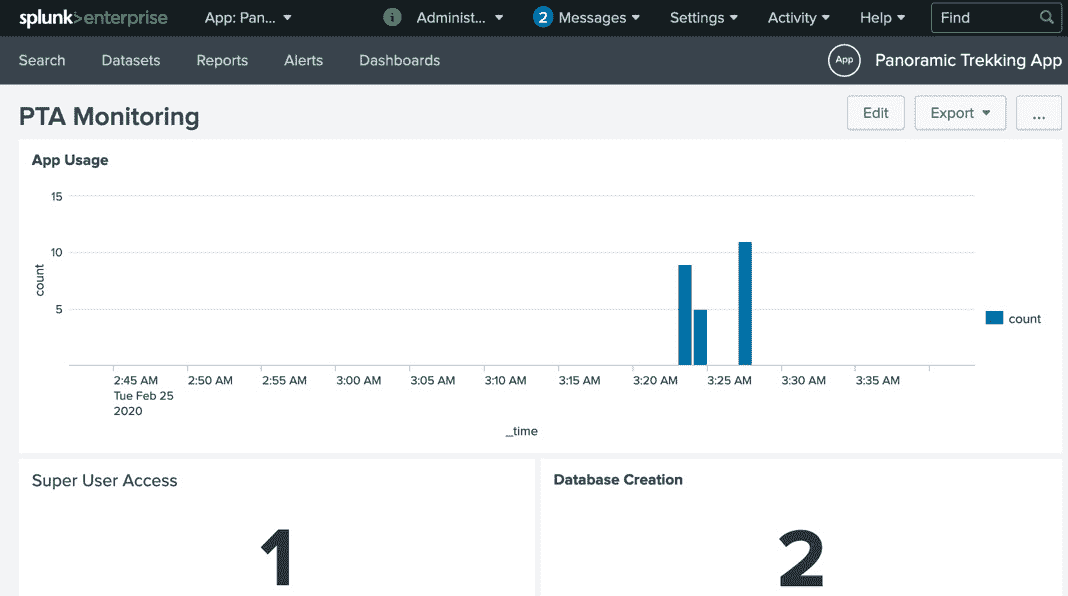 splunk>enterprise App: Pan... i Administ... 2 Messages Settings Activity Help Find
Search Datasets Reports Alerts Dashboards App Panoramic Trekking App
PTA Monitoring Edit Export ...
App Usage
15
10
5
count
count
2:45 AM 2:50 AM 2:55 AM 3:00 AM 3:05 AM 3:10 AM 3:15 AM 3:20 AM 3:25 AM 3:30 AM 3:35 AM
Tue Feb 25
2020
_time
Super User Access Database Creation
1 2